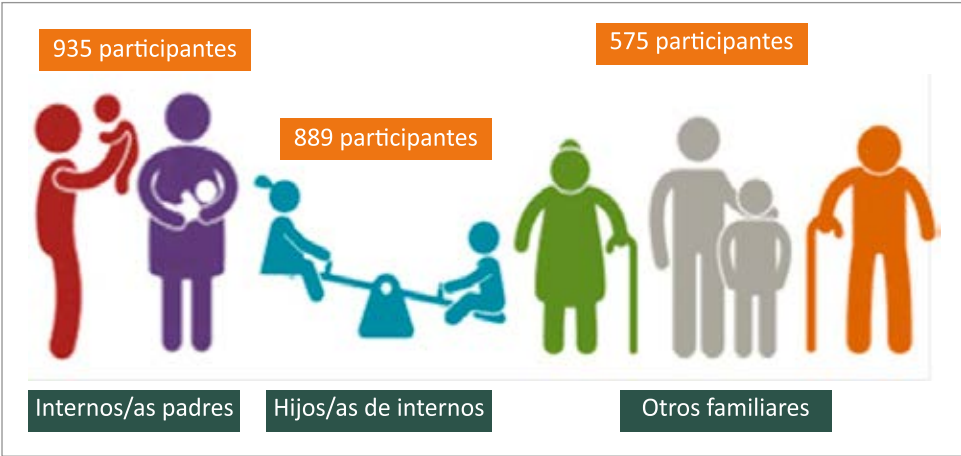 935 participantes
575 participantes
889 participantes
Internos/as padres
Hijos/as de internos
Otros familiares